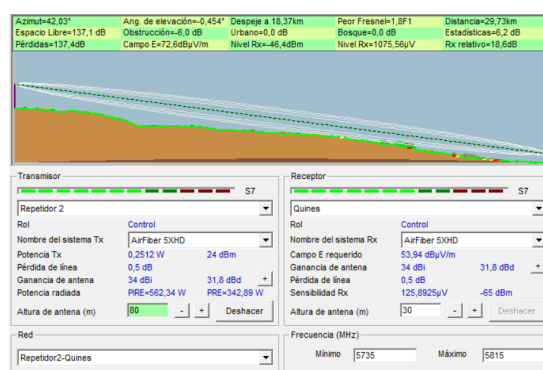 Azimut=42,03° Ang. de elevación=-0,454° Despeje a 18,37km Peor Fresnel=1,8F1 Distancia=29,73km
Espacio Libre=137,1 dB Obstrucción=-6,0 dB Urbano=0,0 dB Bosque=0,0 dB Estadísticas=6,2 dB
Pérdidas=137,4dB Campo E=72,6dBµV/m Nivel Rx=-46,4dBm Nivel Rx=1075,56µV Rx relativo=18,6dB
Transmisor
S7
Repetidor 2
Rol Control
Nombre del sistema Tx AirFiber 5XHD
Potencia Tx 0,2512 W 24 dBm
Pérdida de línea 0,5 dB
Ganancia de antena 34 dBi 31,8 dBd +
Potencia radiada PIRE=562,34 W PRE=342,89 W
Altura de antena (m) 80 - + Deshacer
Receptor
S7
Quines
Rol Control
Nombre del sistema Rx AirFiber 5XHD
Campo E requerido 53,94 dBµV/m
Ganancia de antena 34 dBi 31,8 dBd +
Pérdida de línea 0,5 dB
Sensibilidad Rx 125,8925µV -65 dBm
Altura de antena (m) 30 - + Deshacer
Red
Repetidor2-Quines
Frecuencia (MHz)
Mínimo 5735 Máximo 5815